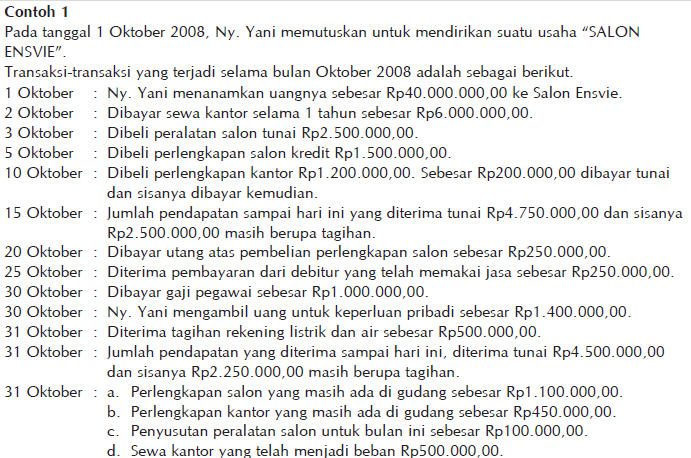 Contoh 1
Pada tanggal 1 Oktober 2008, Ny. Yani memutuskan untuk mendirikan suatu usaha “SALON
ENSVIE”.
Transaksi-transaksi yang terjadi selama bulan Oktober 2008 adalah sebagai berikut.
1 Oktober : Ny. Yani menanamkan uangnya sebesar Rp40.000.000,00 ke Salon Ensvie.
2 Oktober : Dibayar sewa kantor selama 1 tahun sebesar Rp6.000.000,00.
3 Oktober : Dibeli peralatan salon tunai Rp2.500.000,00.
5 Oktober : Dibeli perlengkapan salon kredit Rp1.500.000,00.
10 Oktober : Dibeli perlengkapan kantor Rp1.200.000,00. Sebesar Rp200.000,00 dibayar tunai
dan sisanya dibayar kemudian.
15 Oktober : Jumlah pendapatan sampai hari ini yang diterima tunai Rp4.750.000,00 dan sisanya
Rp2.500.000,00 masih berupa tagihan.
20 Oktober : Dibayar utang atas pembelian perlengkapan salon sebesar Rp250.000,00.
25 Oktober : Diterima pembayaran dari debitur yang telah memakai jasa sebesar Rp250.000,00.
30 Oktober : Dibayar gaji pegawai sebesar Rp1.000.000,00.
30 Oktober : Ny. Yani mengambil uang untuk keperluan pribadi sebesar Rp1.400.000,00.
31 Oktober : Diterima tagihan rekening listrik dan air sebesar Rp500.000,00.
31 Oktober : Jumlah pendapatan yang diterima sampai hari ini, diterima tunai Rp4.500.000,00
dan sisanya Rp2.250.000,00 masih berupa tagihan.
31 Oktober : a. Perlengkapan salon yang masih ada di gudang sebesar Rp1.100.000,00.
b. Perlengkapan kantor yang masih ada di gudang sebesar Rp450.000,00.
c. Penyusutan peralatan salon untuk bulan ini sebesar Rp100.000,00.
d. Sewa kantor yang telah menjadi beban Rp500.000,00.